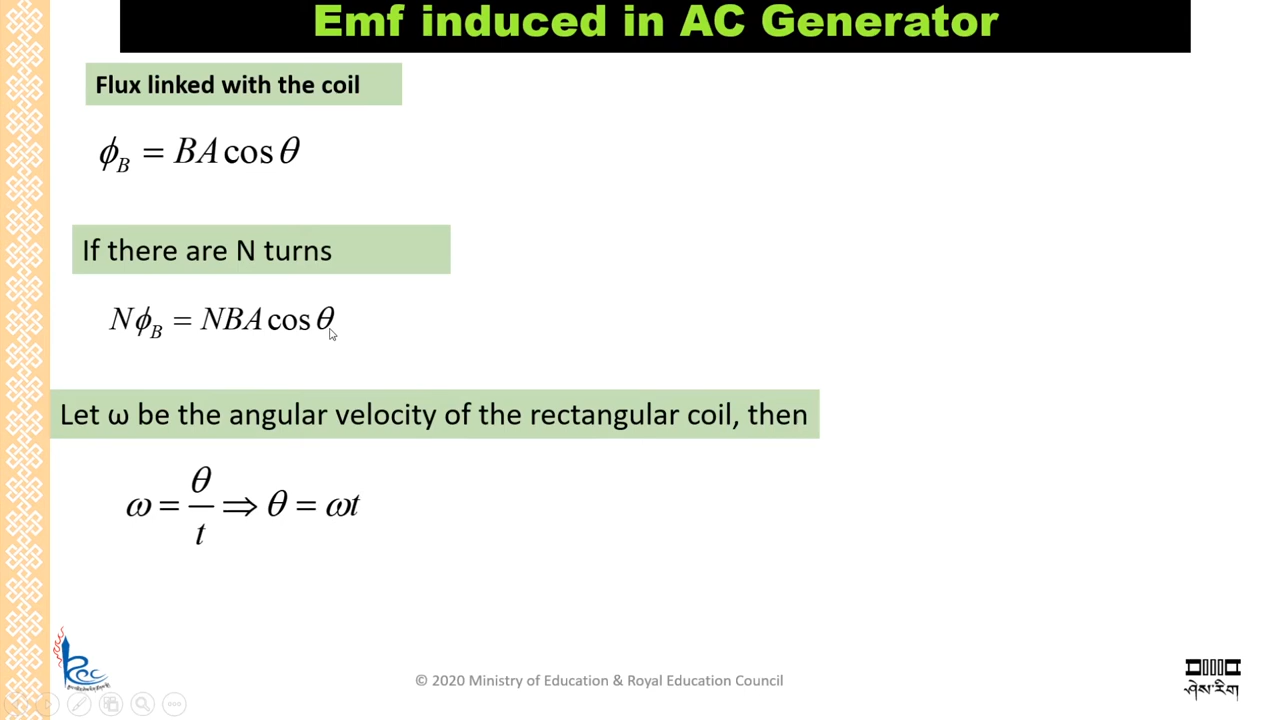 Emf induced in AC Generator
Flux linked with the coil
ϕ_B = BA cos θ
If there are N turns
Nϕ_B = NBA cos θ
Let ω be the angular velocity of the rectangular coil, then
ω = θ/t ⇒ θ = ωt
© 2020 Ministry of Education & Royal Education Council
ཤེས་རིག